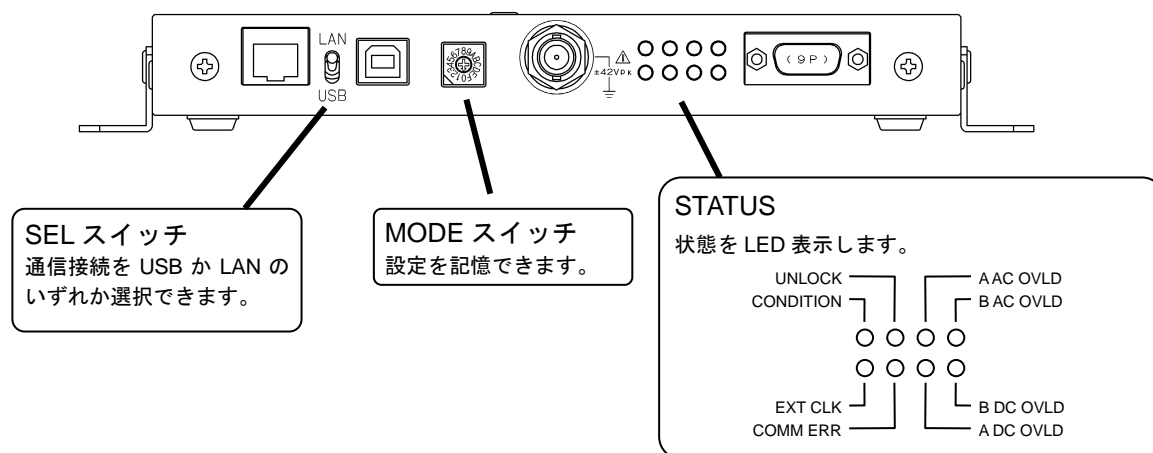 LAN
USB
0123456789ABCDEF
±42Vpk
(9P)
SEL スイッチ
通信接続を USB か LAN の
いずれか選択できます。
MODE スイッチ
設定を記憶できます。
STATUS
状態を LED 表示します。
UNLOCK
CONDITION
A AC OVLD
B AC OVLD
EXT CLK
COMM ERR
B DC OVLD
A DC OVLD